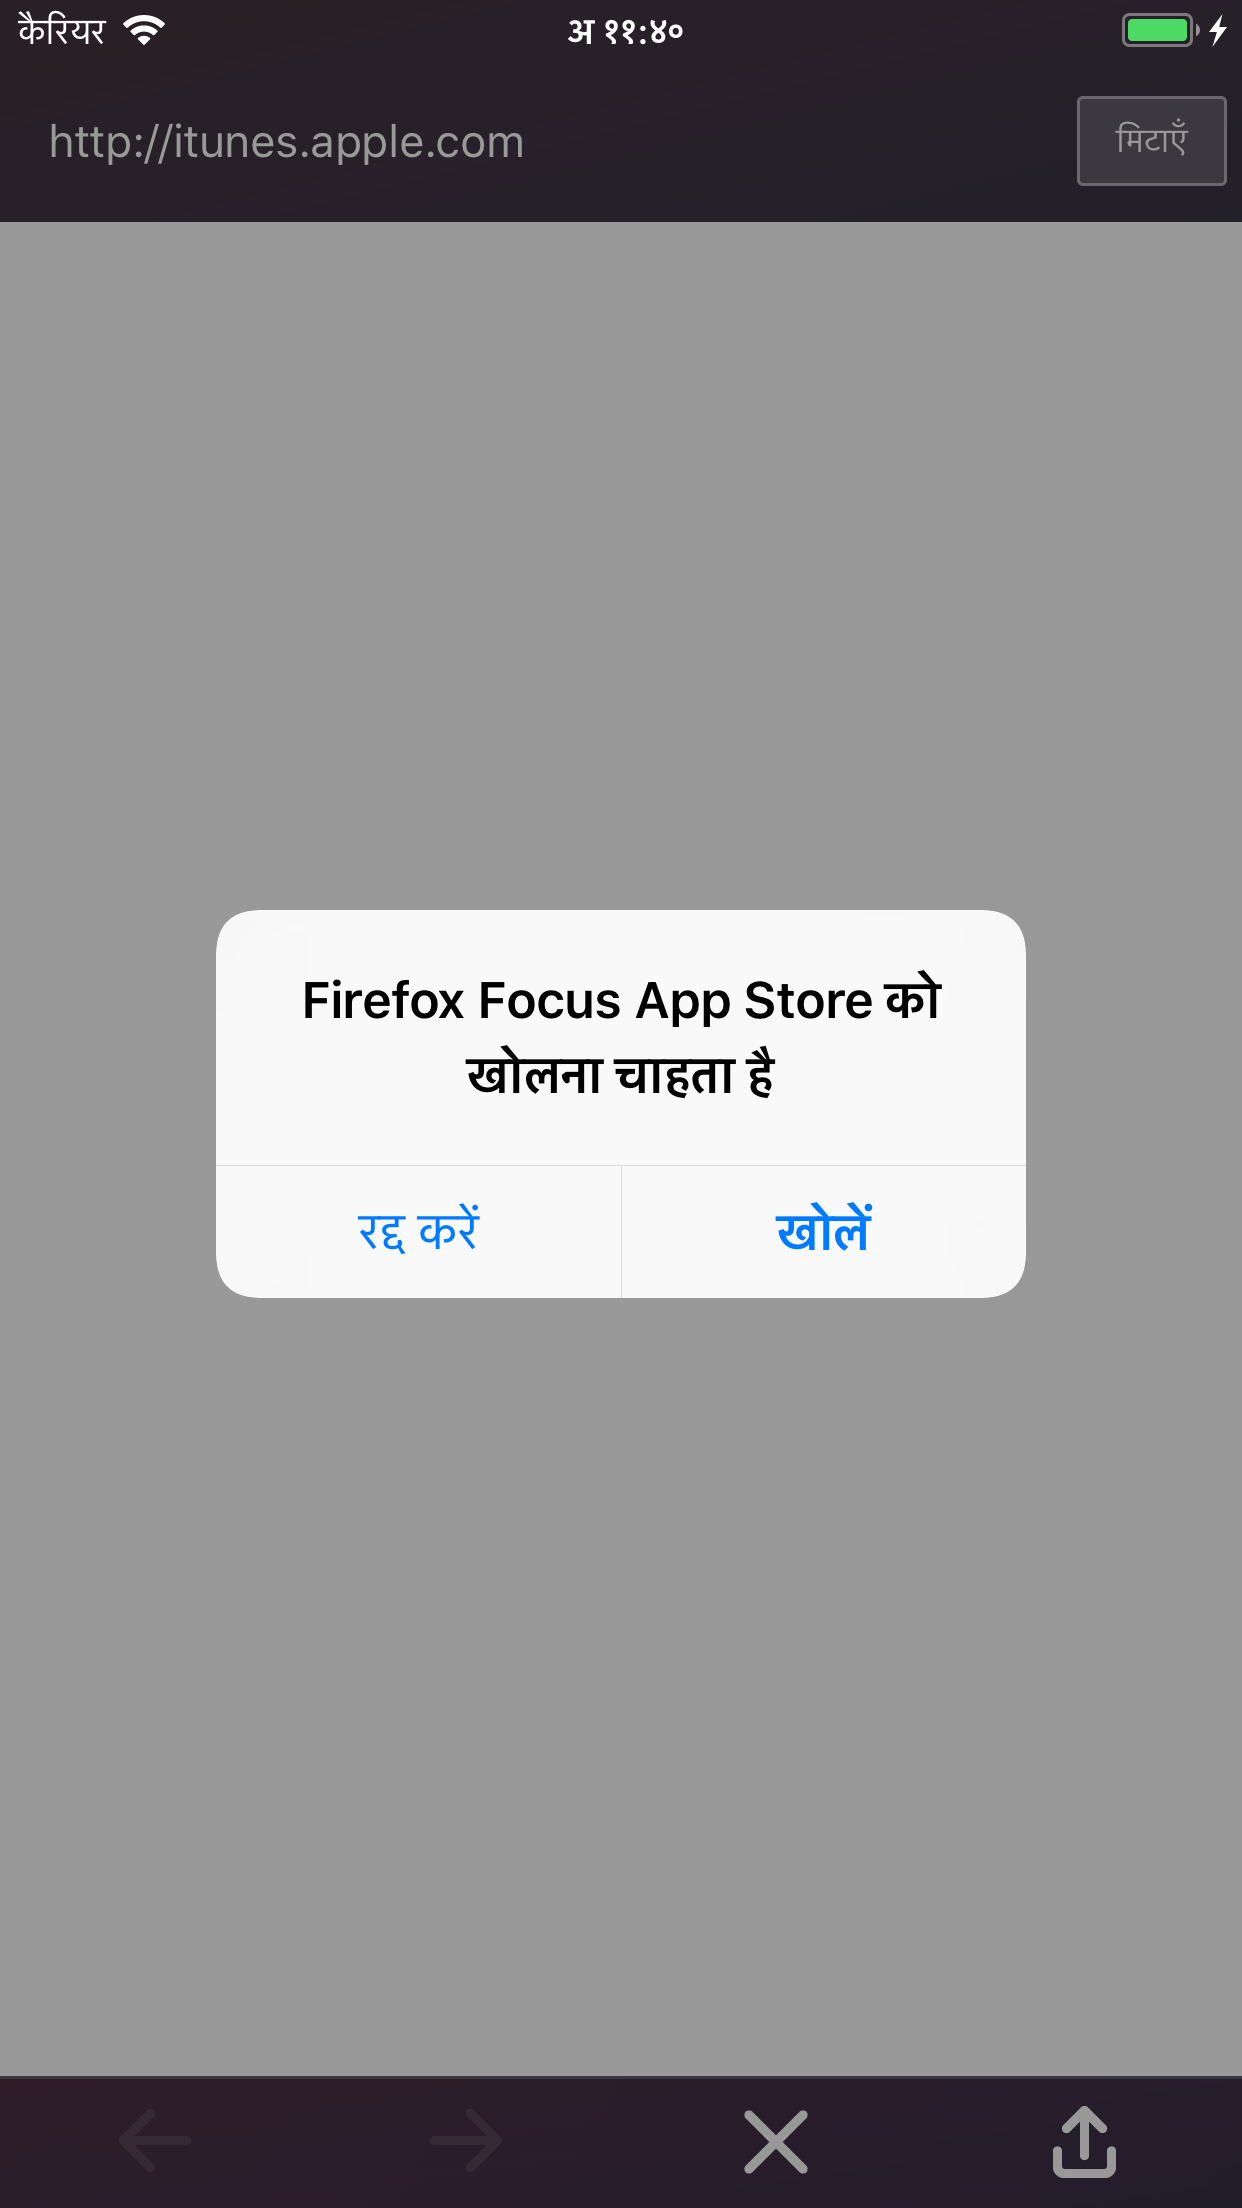 कैरियर
अ ११:४०
http://itunes.apple.com
मिटाएँ
Firefox Focus App Store को
खोलना चाहता है
रद्द करें
खोलें